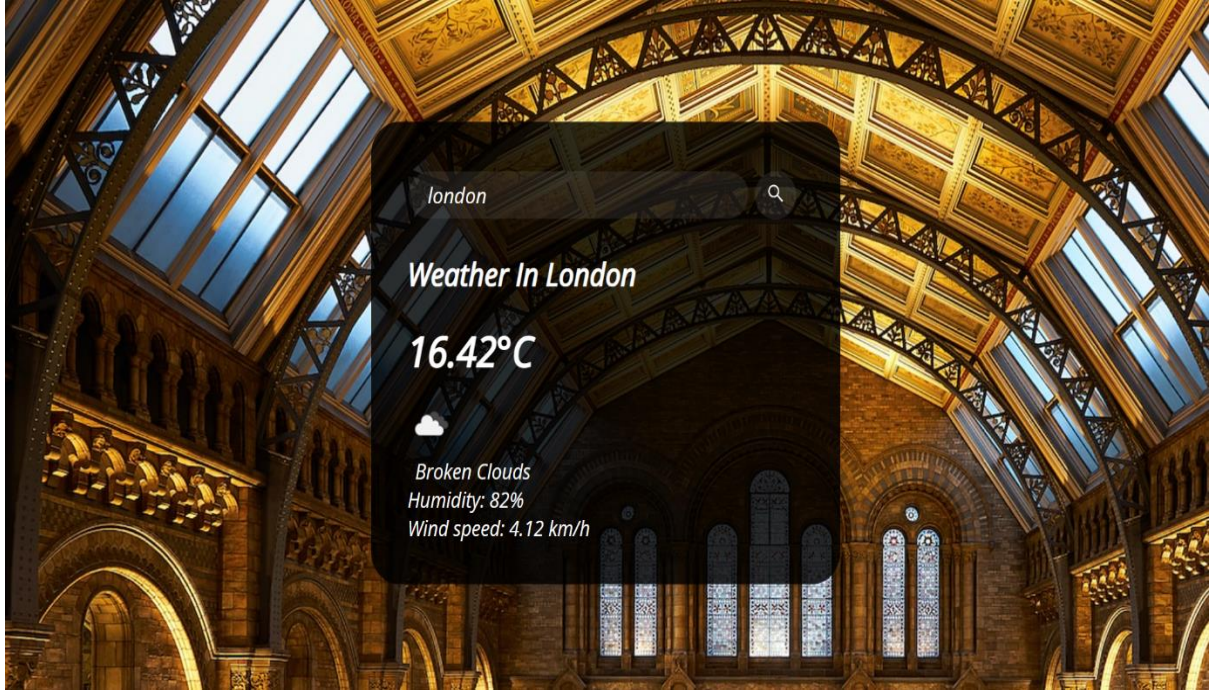 london
Weather In London
16.42°C
Broken Clouds
Humidity: 82%
Wind speed: 4.12 km/h